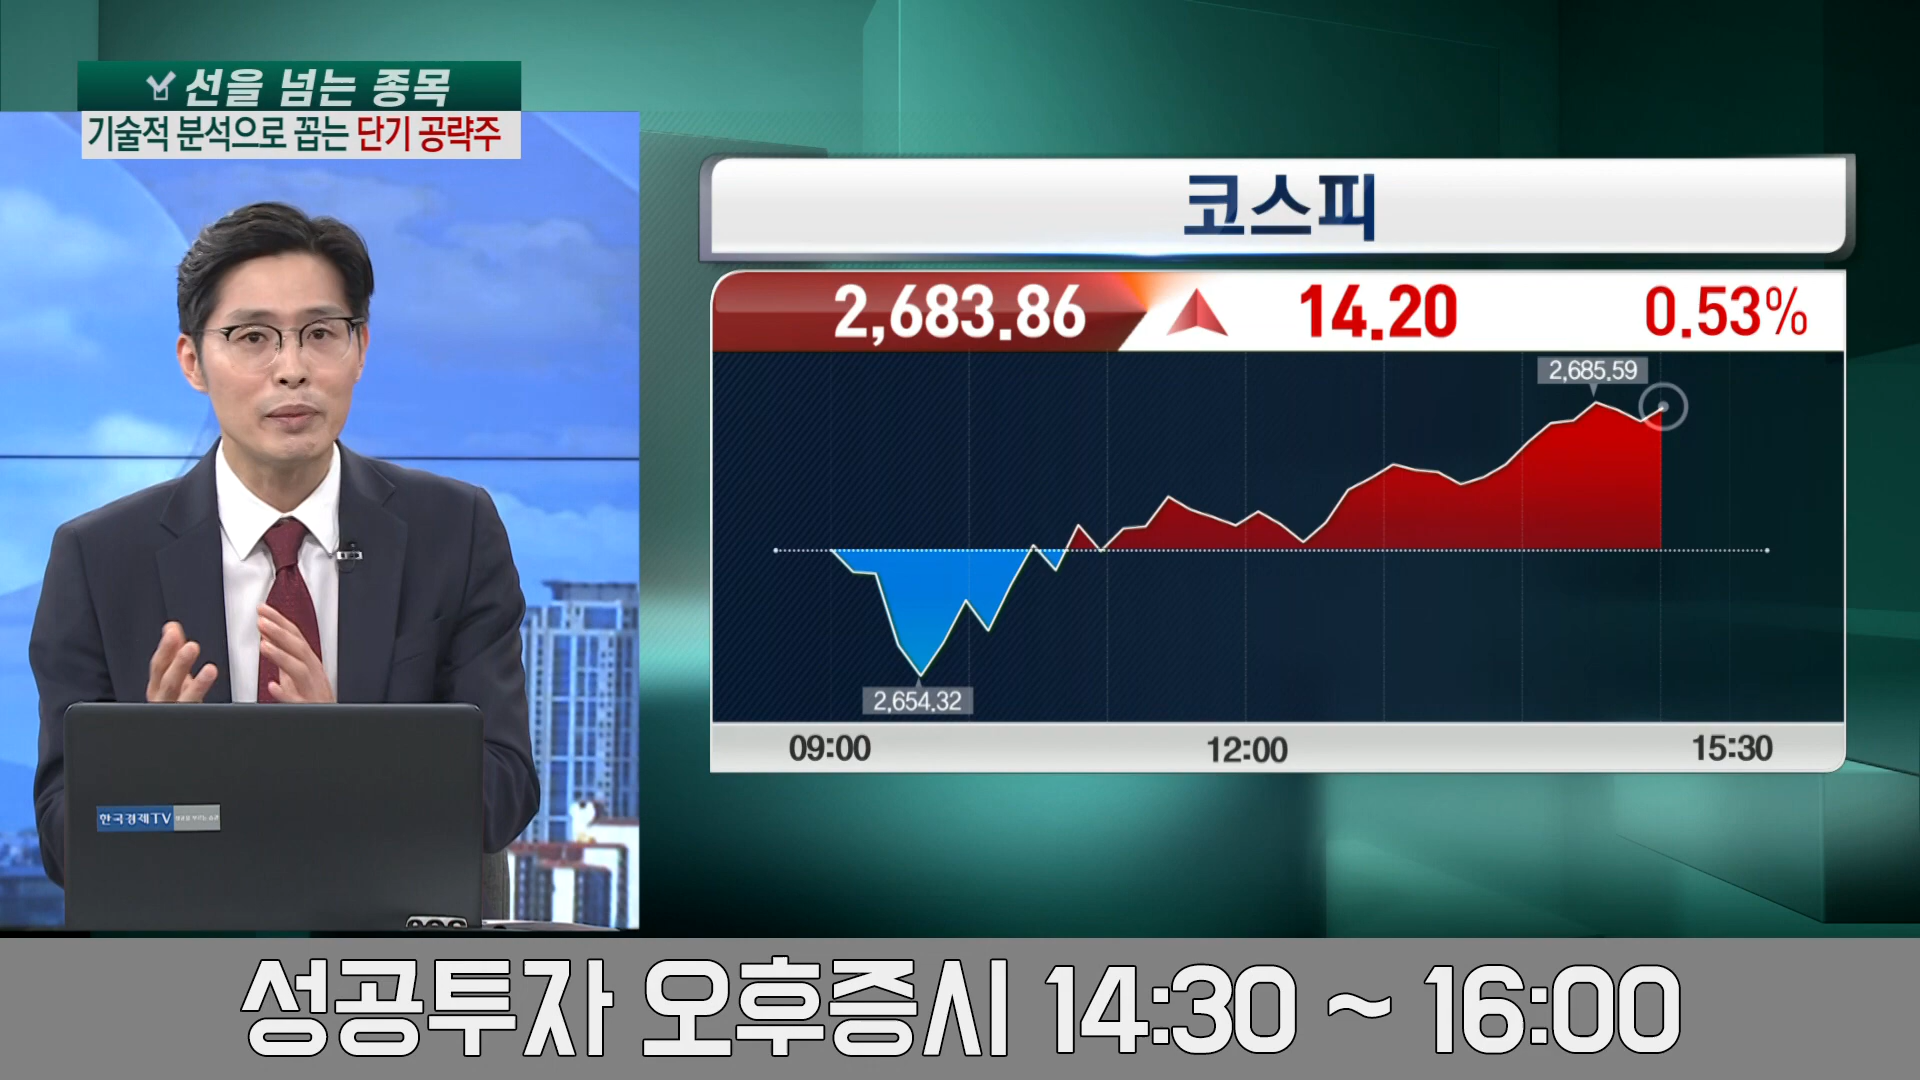 선을 넘는 종목
기술적 분석으로 꼽는 단기 공략주
코스피
2,683.86 14.20 0.53%
2,685.59
2,654.32
09:00 12:00 15:30
한국경제TV
성공투자 오후증시 14:30 ~ 16:00